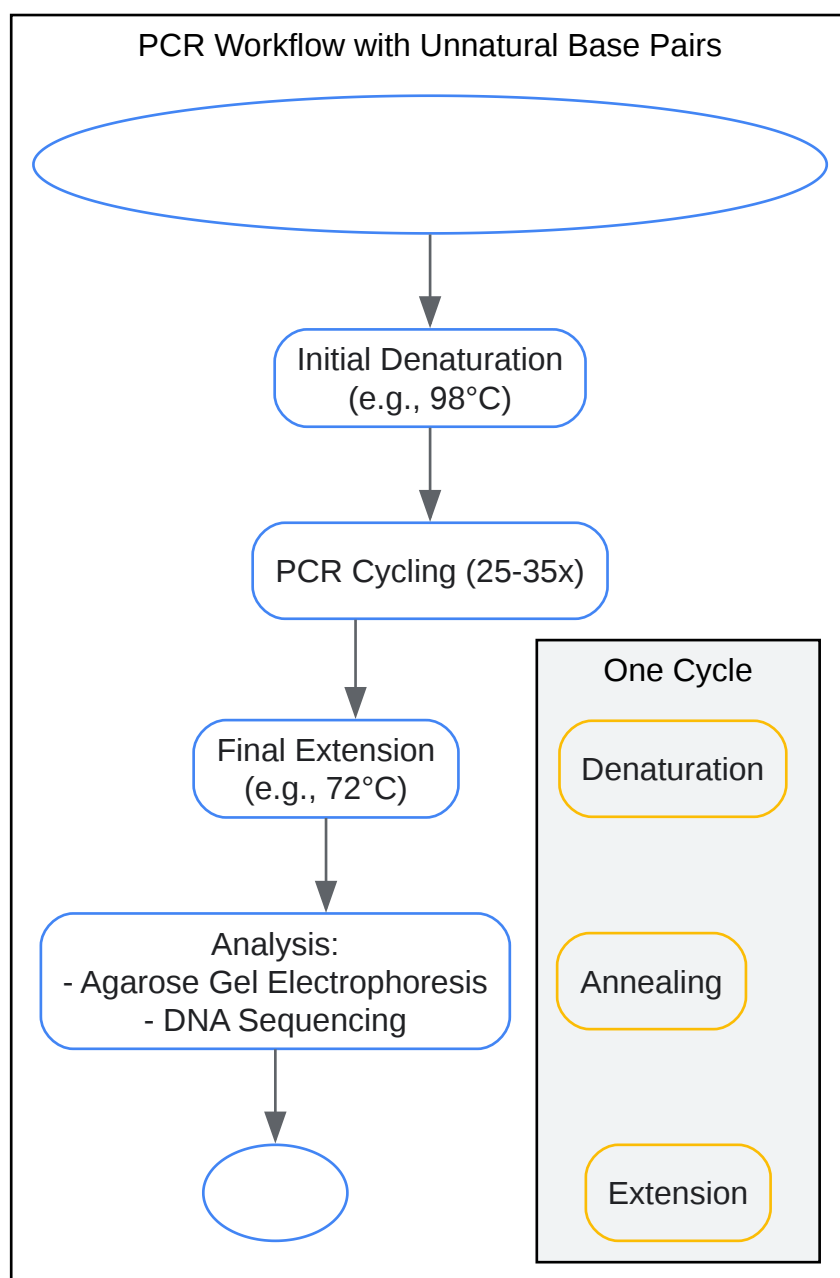 PCR Workflow with Unnatural Base Pairs
Initial Denaturation
(e.g., 98°C)
PCR Cycling (25-35x)
Final Extension
(e.g., 72°C)
Analysis:
- Agarose Gel Electrophoresis
- DNA Sequencing
One Cycle
Denaturation
Annealing
Extension